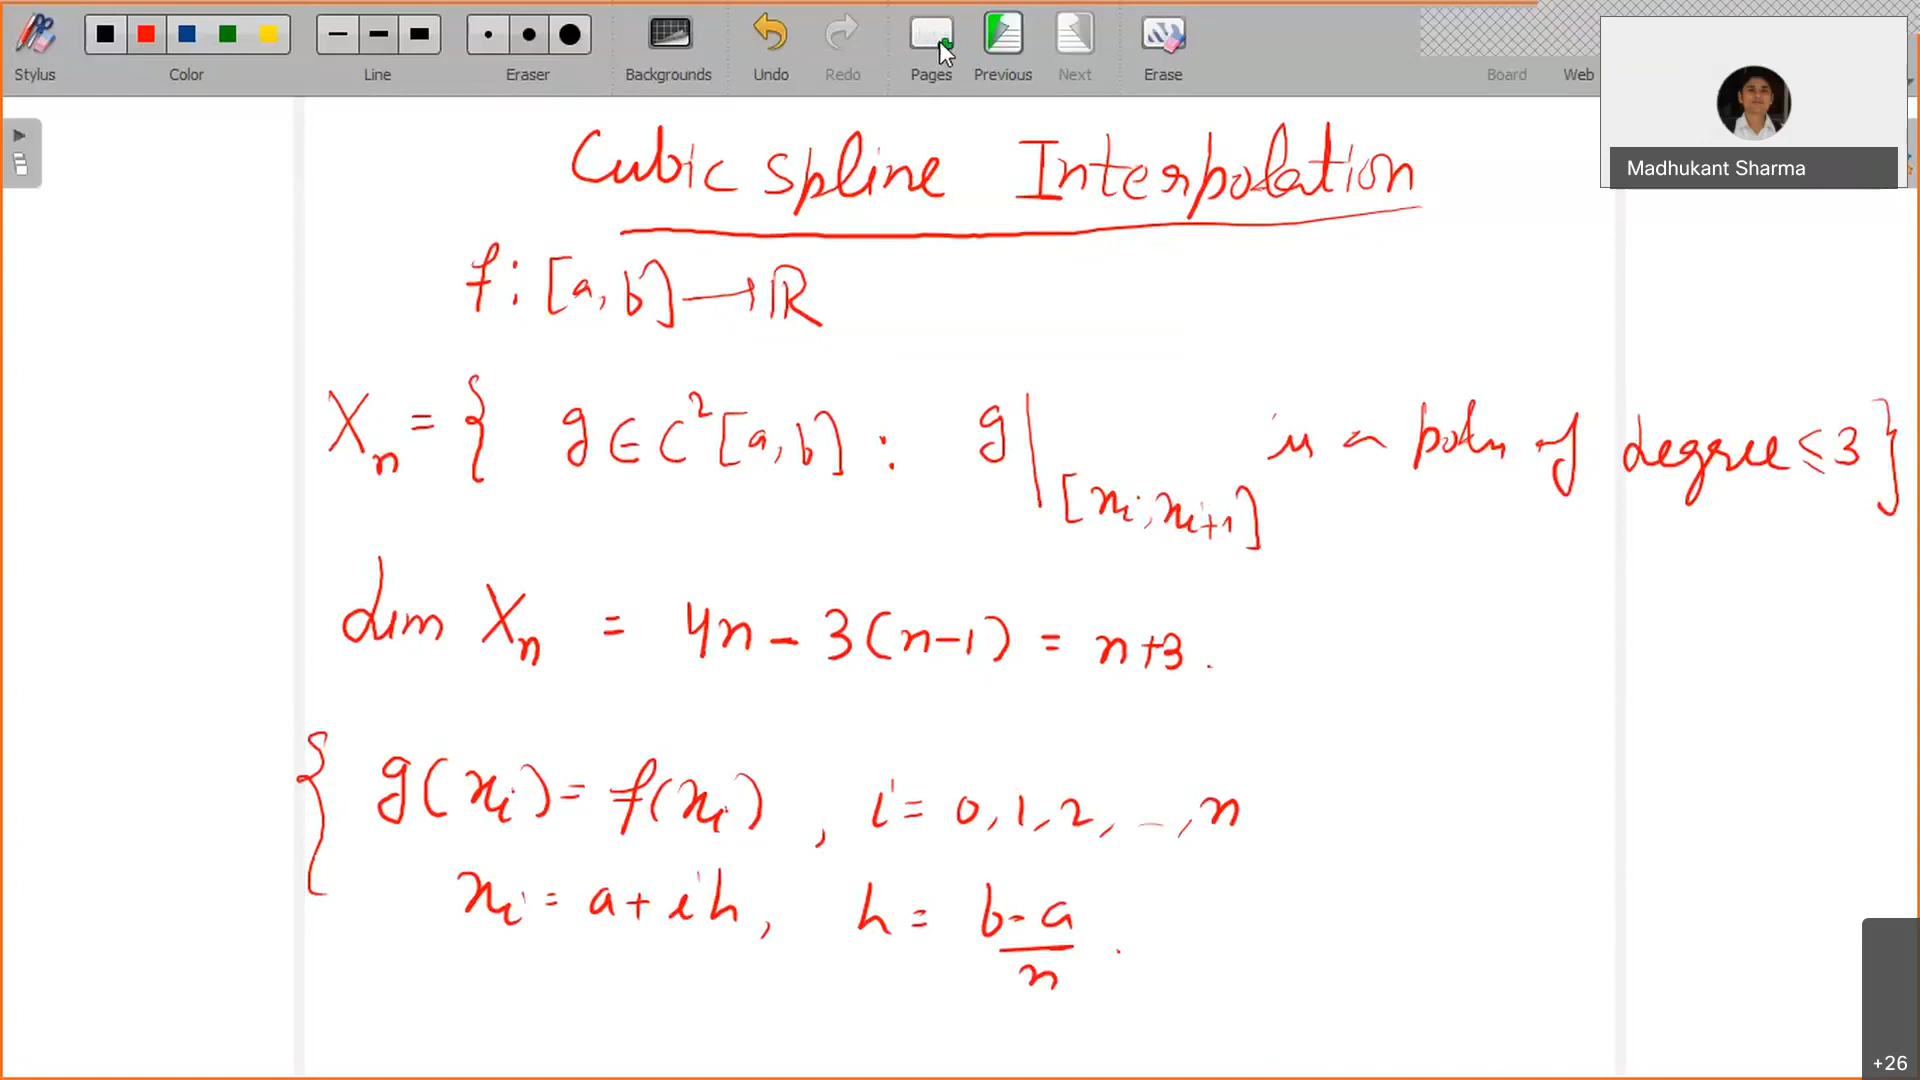 Stylus Color Line Eraser Backgrounds Undo Redo Pages Previous Next Erase Board Web
Madhukant Sharma
Cubic spline Interpolation
f : [a, b] → ℝ
Xₙ = { g ∈ C²[a, b] : g|[xᵢ, xᵢ₊₁] is a poly of degree ≤ 3 }
dim Xₙ = 4n - 3(n-1) = n+3.
{ g(xᵢ) = f(xᵢ), i = 0, 1, 2, ..., n
xᵢ = a + ih, h = (b-a)/n.
+26